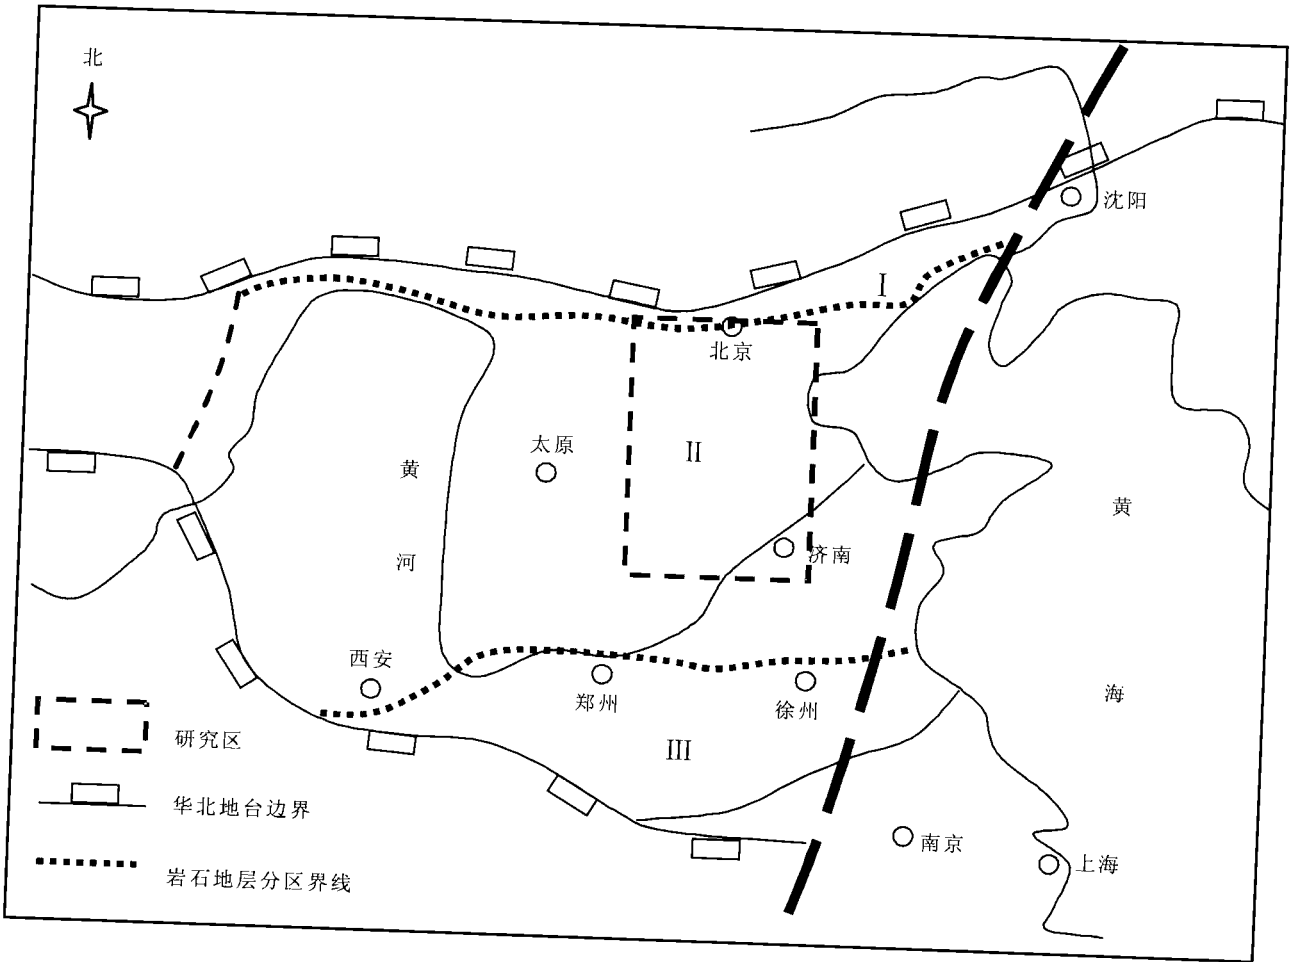 北
沈阳
I
北京
太原
II
黄
河
黄
海
济南
西安
郑州
徐州
III
南京
上海
研究区
华北地台边界
岩石地层分区界线